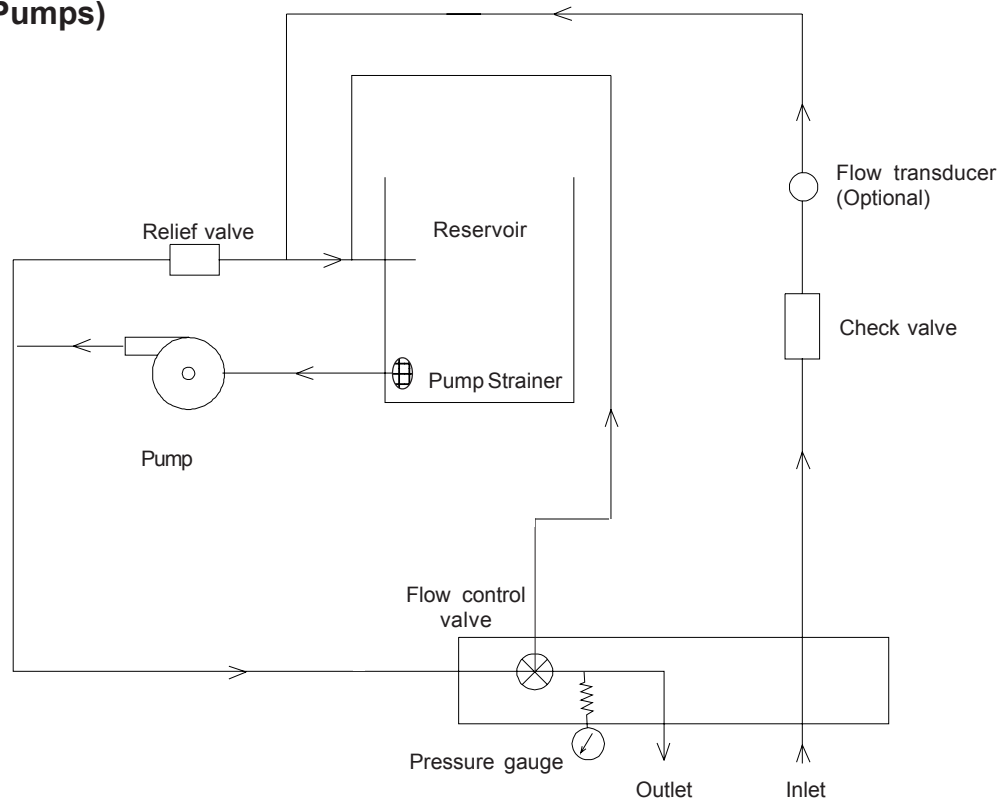 Pumps)
Flow transducer
(Optional)
Relief valve
Reservoir
Check valve
Pump Strainer
Pump
Flow control
valve
Pressure gauge
Outlet
Inlet